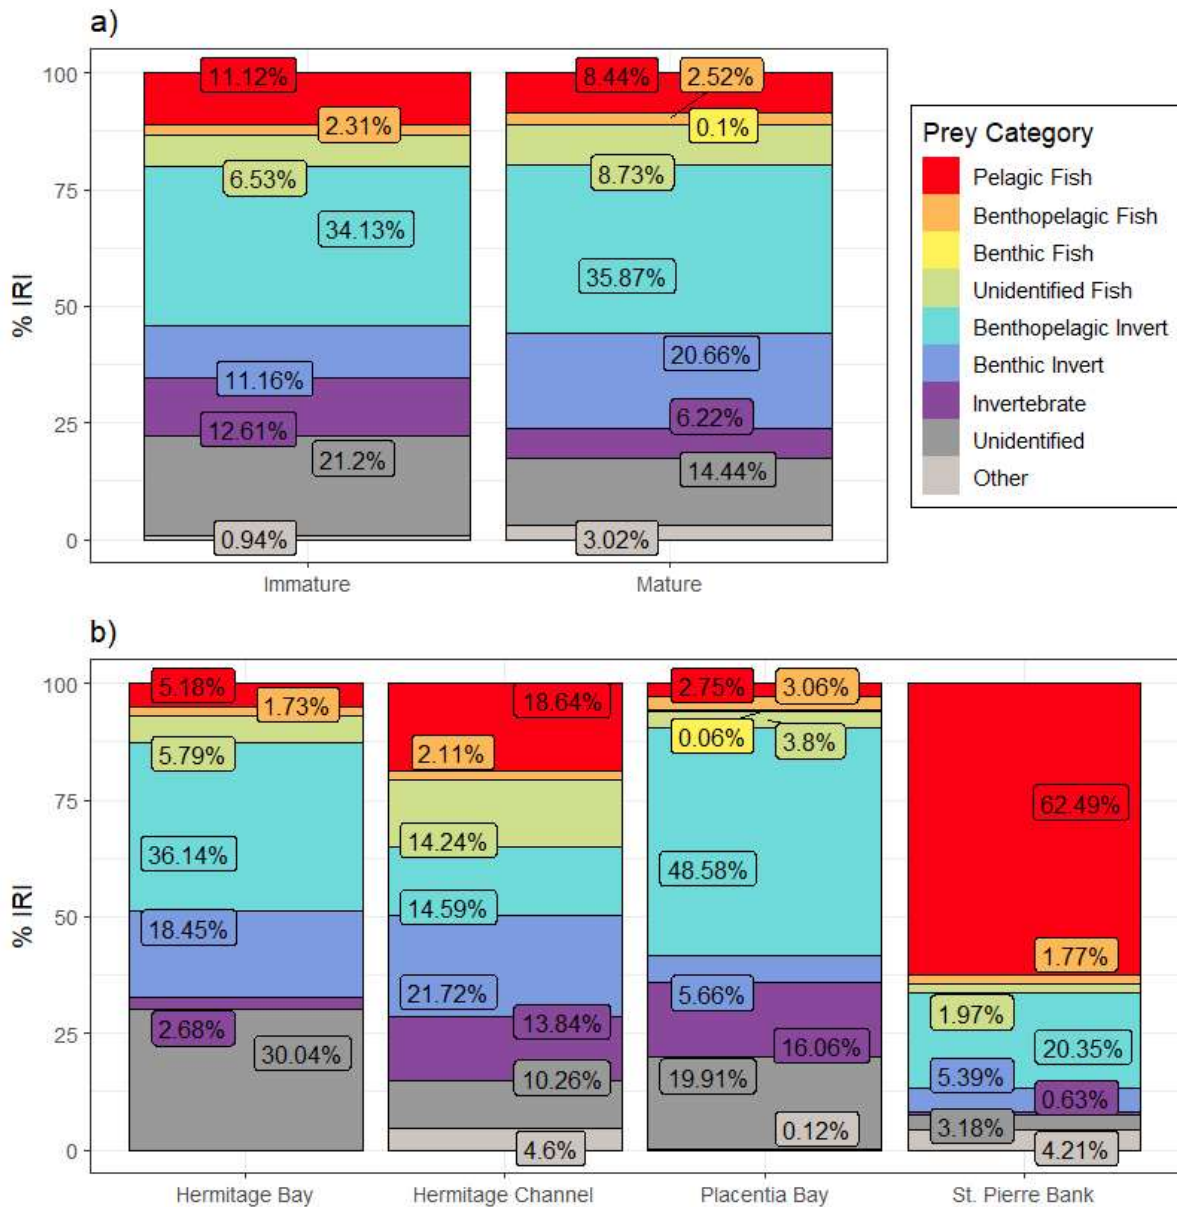 a)
% IRI
100
75
50
25
0
11.12%
2.31%
6.53%
34.13%
11.16%
12.61%
21.2%
0.94%
8.44%
2.52%
0.1%
8.73%
35.87%
20.66%
6.22%
14.44%
3.02%
Immature
Mature
Prey Category
Pelagic Fish
Benthopelagic Fish
Benthic Fish
Unidentified Fish
Benthopelagic Invert
Benthic Invert
Invertebrate
Unidentified
Other
b)
% IRI
100
75
50
25
0
5.18%
1.73%
5.79%
36.14%
18.45%
2.68%
30.04%
18.64%
2.11%
14.24%
14.59%
21.72%
13.84%
10.26%
4.6%
2.75%
3.06%
0.06%
3.8%
48.58%
5.66%
16.06%
19.91%
0.12%
62.49%
1.77%
1.97%
20.35%
5.39%
0.63%
3.18%
4.21%
Hermitage Bay
Hermitage Channel
Placentia Bay
St. Pierre Bank